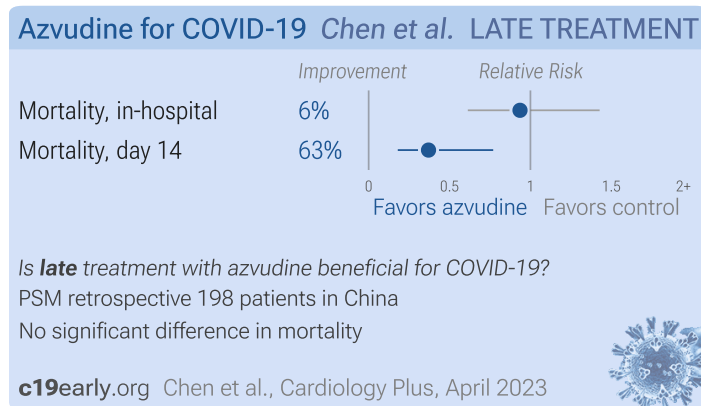 Azvudine for COVID-19 Chen et al. LATE TREATMENT
Improvement Relative Risk
Mortality, in-hospital 6%
Mortality, day 14 63%
0 0.5 1 1.5 2+
Favors azvudine Favors control
Is late treatment with azvudine beneficial for COVID-19?
PSM retrospective 198 patients in China
No significant difference in mortality
c19early.org Chen et al., Cardiology Plus, April 2023